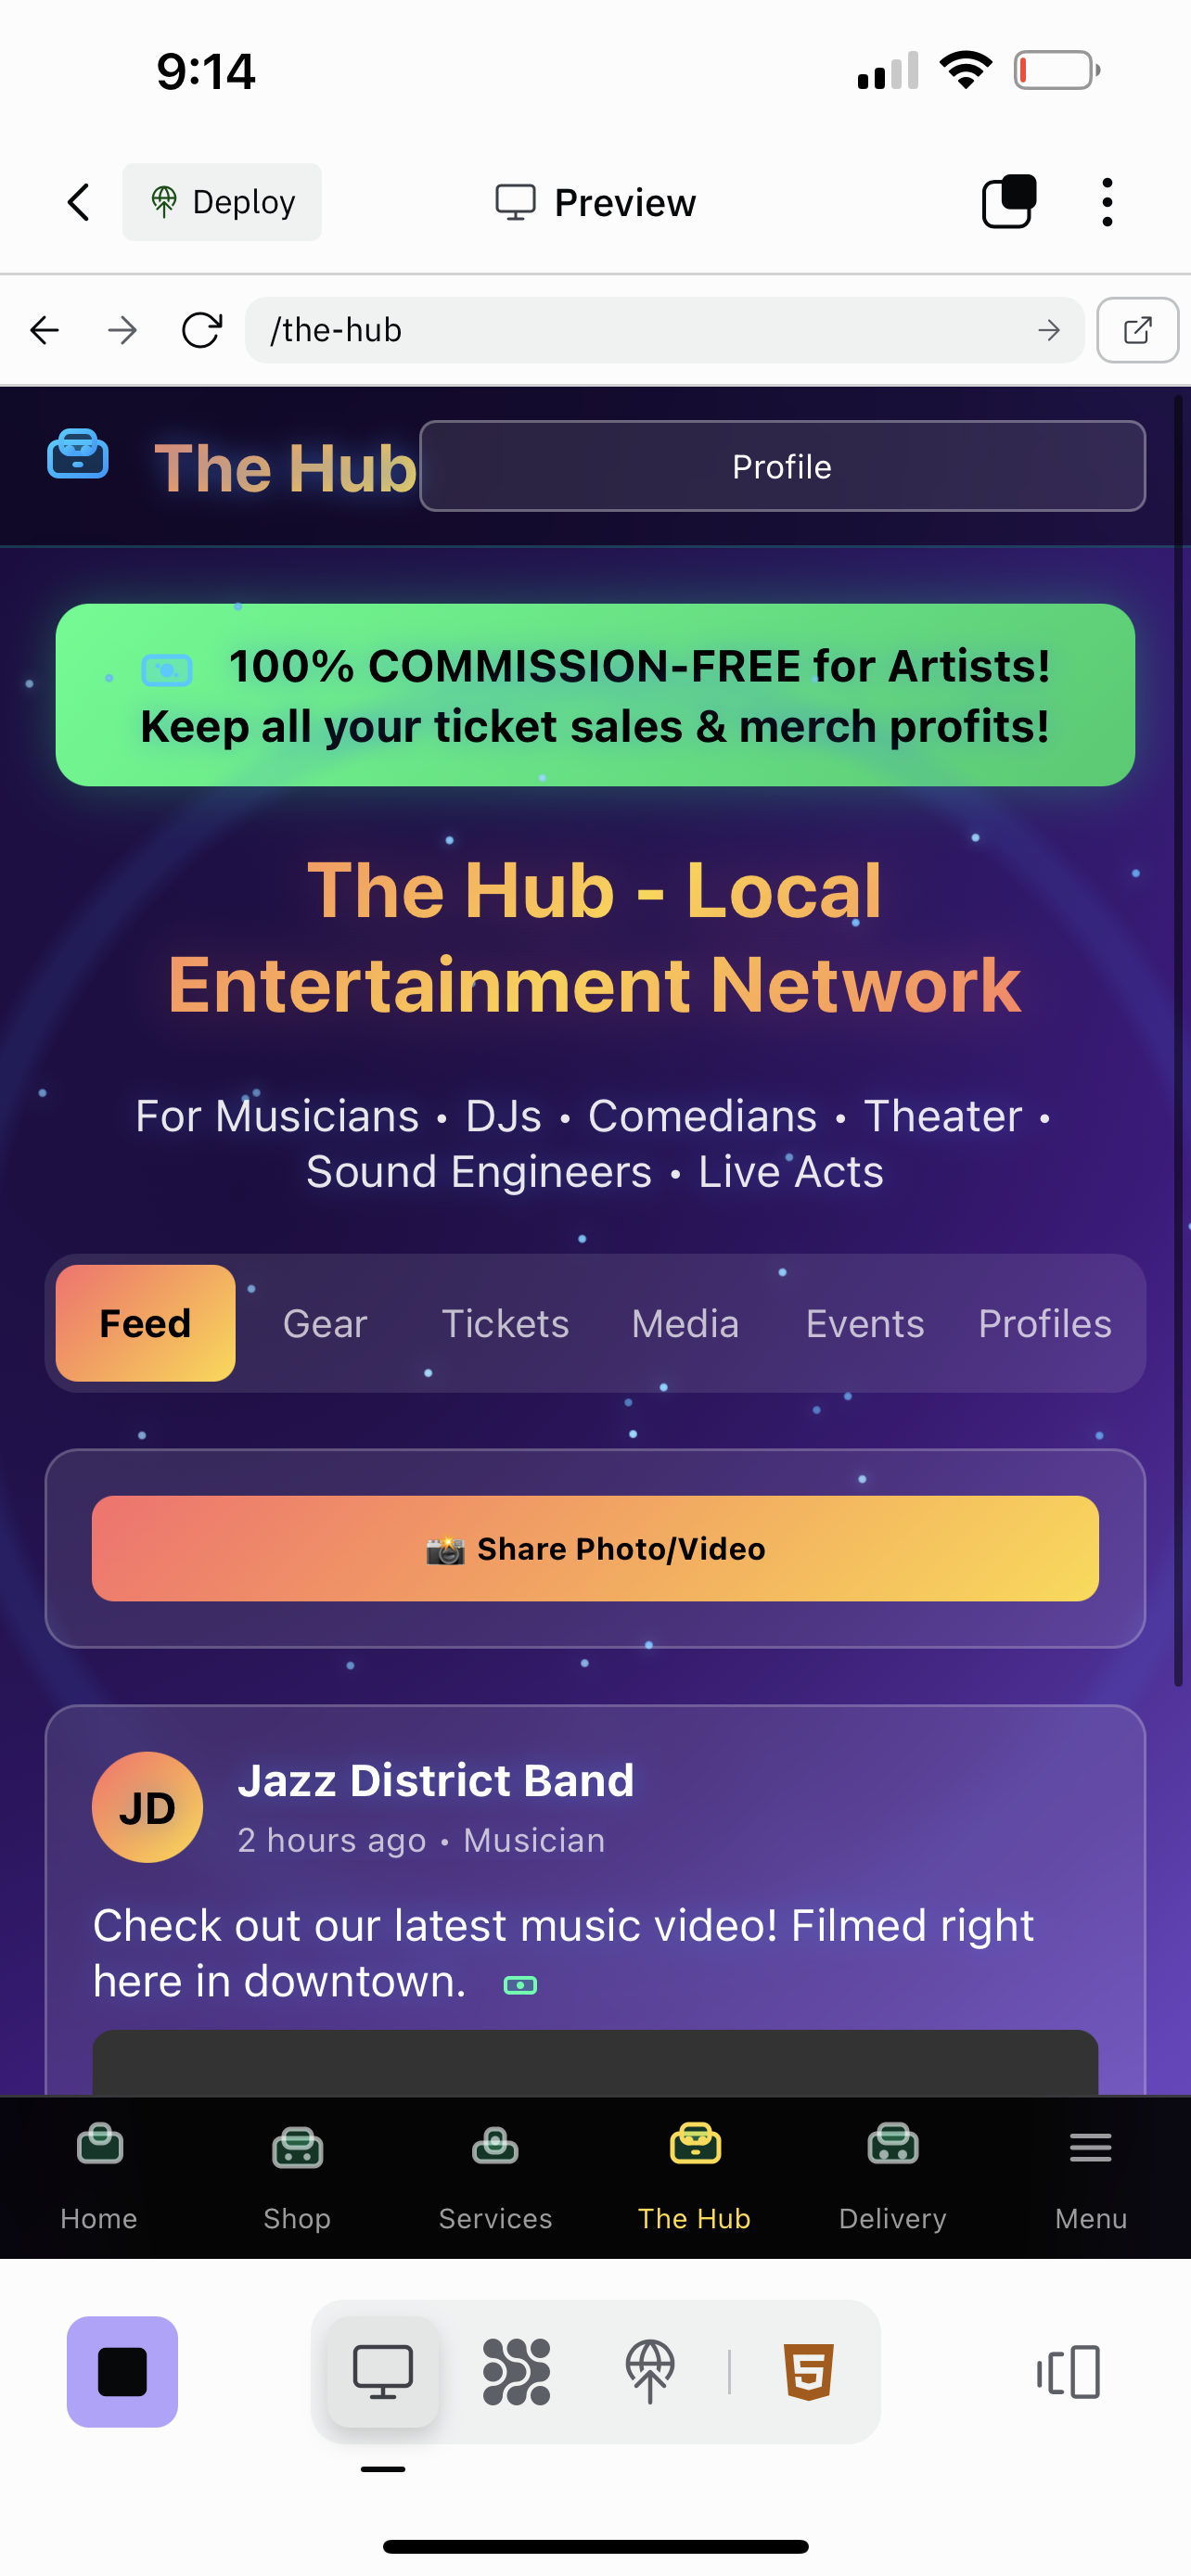 9:14
Deploy
Preview
/the-hub
The Hub
Profile
100% COMMISSION-FREE for Artists!
Keep all your ticket sales & merch profits!
The Hub - Local
Entertainment Network
For Musicians • DJs • Comedians • Theater •
Sound Engineers • Live Acts
Feed Gear Tickets Media Events Profiles
📸 Share Photo/Video
JD
Jazz District Band
2 hours ago • Musician
Check out our latest music video! Filmed right
here in downtown.
Home Shop Services The Hub Delivery Menu
5